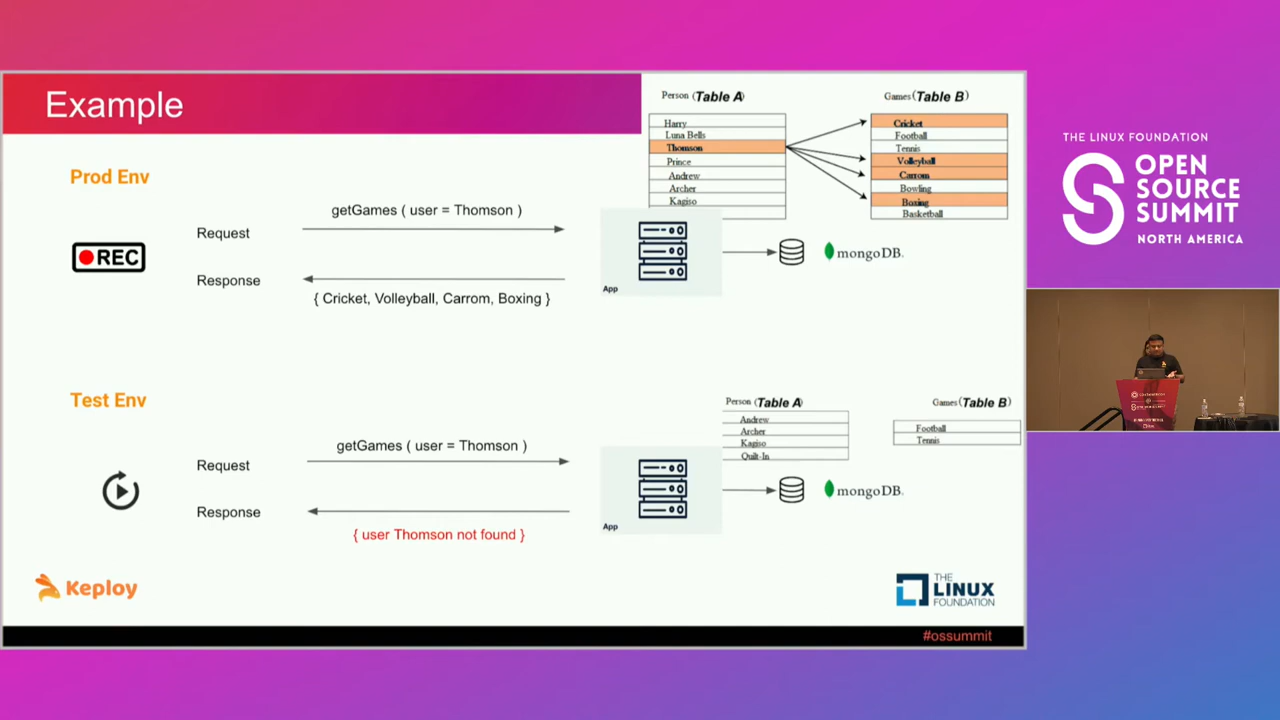 Example
Person (Table A)
Games (Table B)
Harry
Luna Bells
Thomson
Prince
Andrew
Archer
Kagiso
Cricket
Football
Tennis
Volleyball
Carrom
Bowling
Boxing
Basketball
Prod Env
REC
getGames ( user = Thomson )
Request
Response
{ Cricket, Volleyball, Carrom, Boxing }
App
mongoDB.
Test Env
Person (Table A)
Games (Table B)
Andrew
Archer
Kagiso
Quilt-In
Football
Tennis
getGames ( user = Thomson )
Request
Response
{ user Thomson not found }
App
mongoDB.
Keploy
THE
LINUX
FOUNDATION
#ossummit
THE LINUX FOUNDATION
OPEN
SOURCE
SUMMIT
NORTH AMERICA